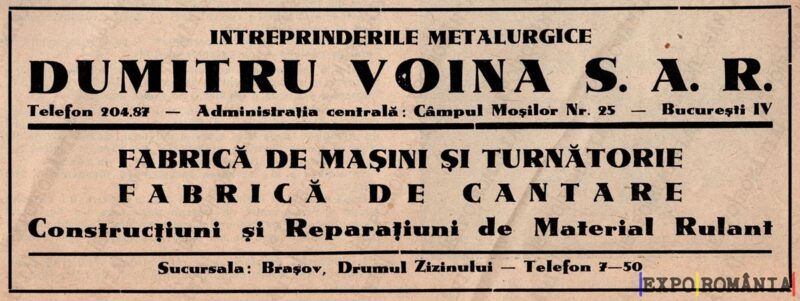 INTREPRINDERILE METALURGICE
DUMITRU VOINA S. A. R.
Telefon 204.87 — Administrația centrală: Câmpul Moșilor Nr. 25 — București IV
FABRICĂ DE MAȘINI ȘI TURNĂTORIE
FABRICĂ DE CANTARE
Construcțiuni și Reparațiuni de Material Rulant
Sucursala: Brașov, Drumul Zizinului — Telefon 7—50
EXPO ROMÂNIA